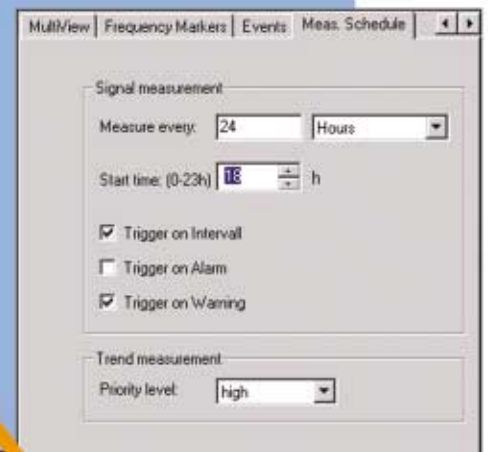 MultiView Frequency Markers Events Meas. Schedule
Signal measurement
Measure every: 24 Hours
Start time: (0-23h) 18 h
Trigger on Intervall
Trigger on Alarm
Trigger on Warning
Trend measurement
Priority level: high